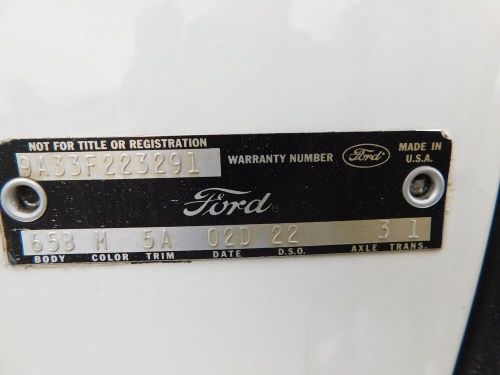 NOT FOR TITLE OR REGISTRATION
9A33F223291 WARRANTY NUMBER Ford MADE IN U.S.A.
Ford
65B M 5A 02D 22 3 1
BODY COLOR TRIM DATE D.S.O. AXLE TRANS.